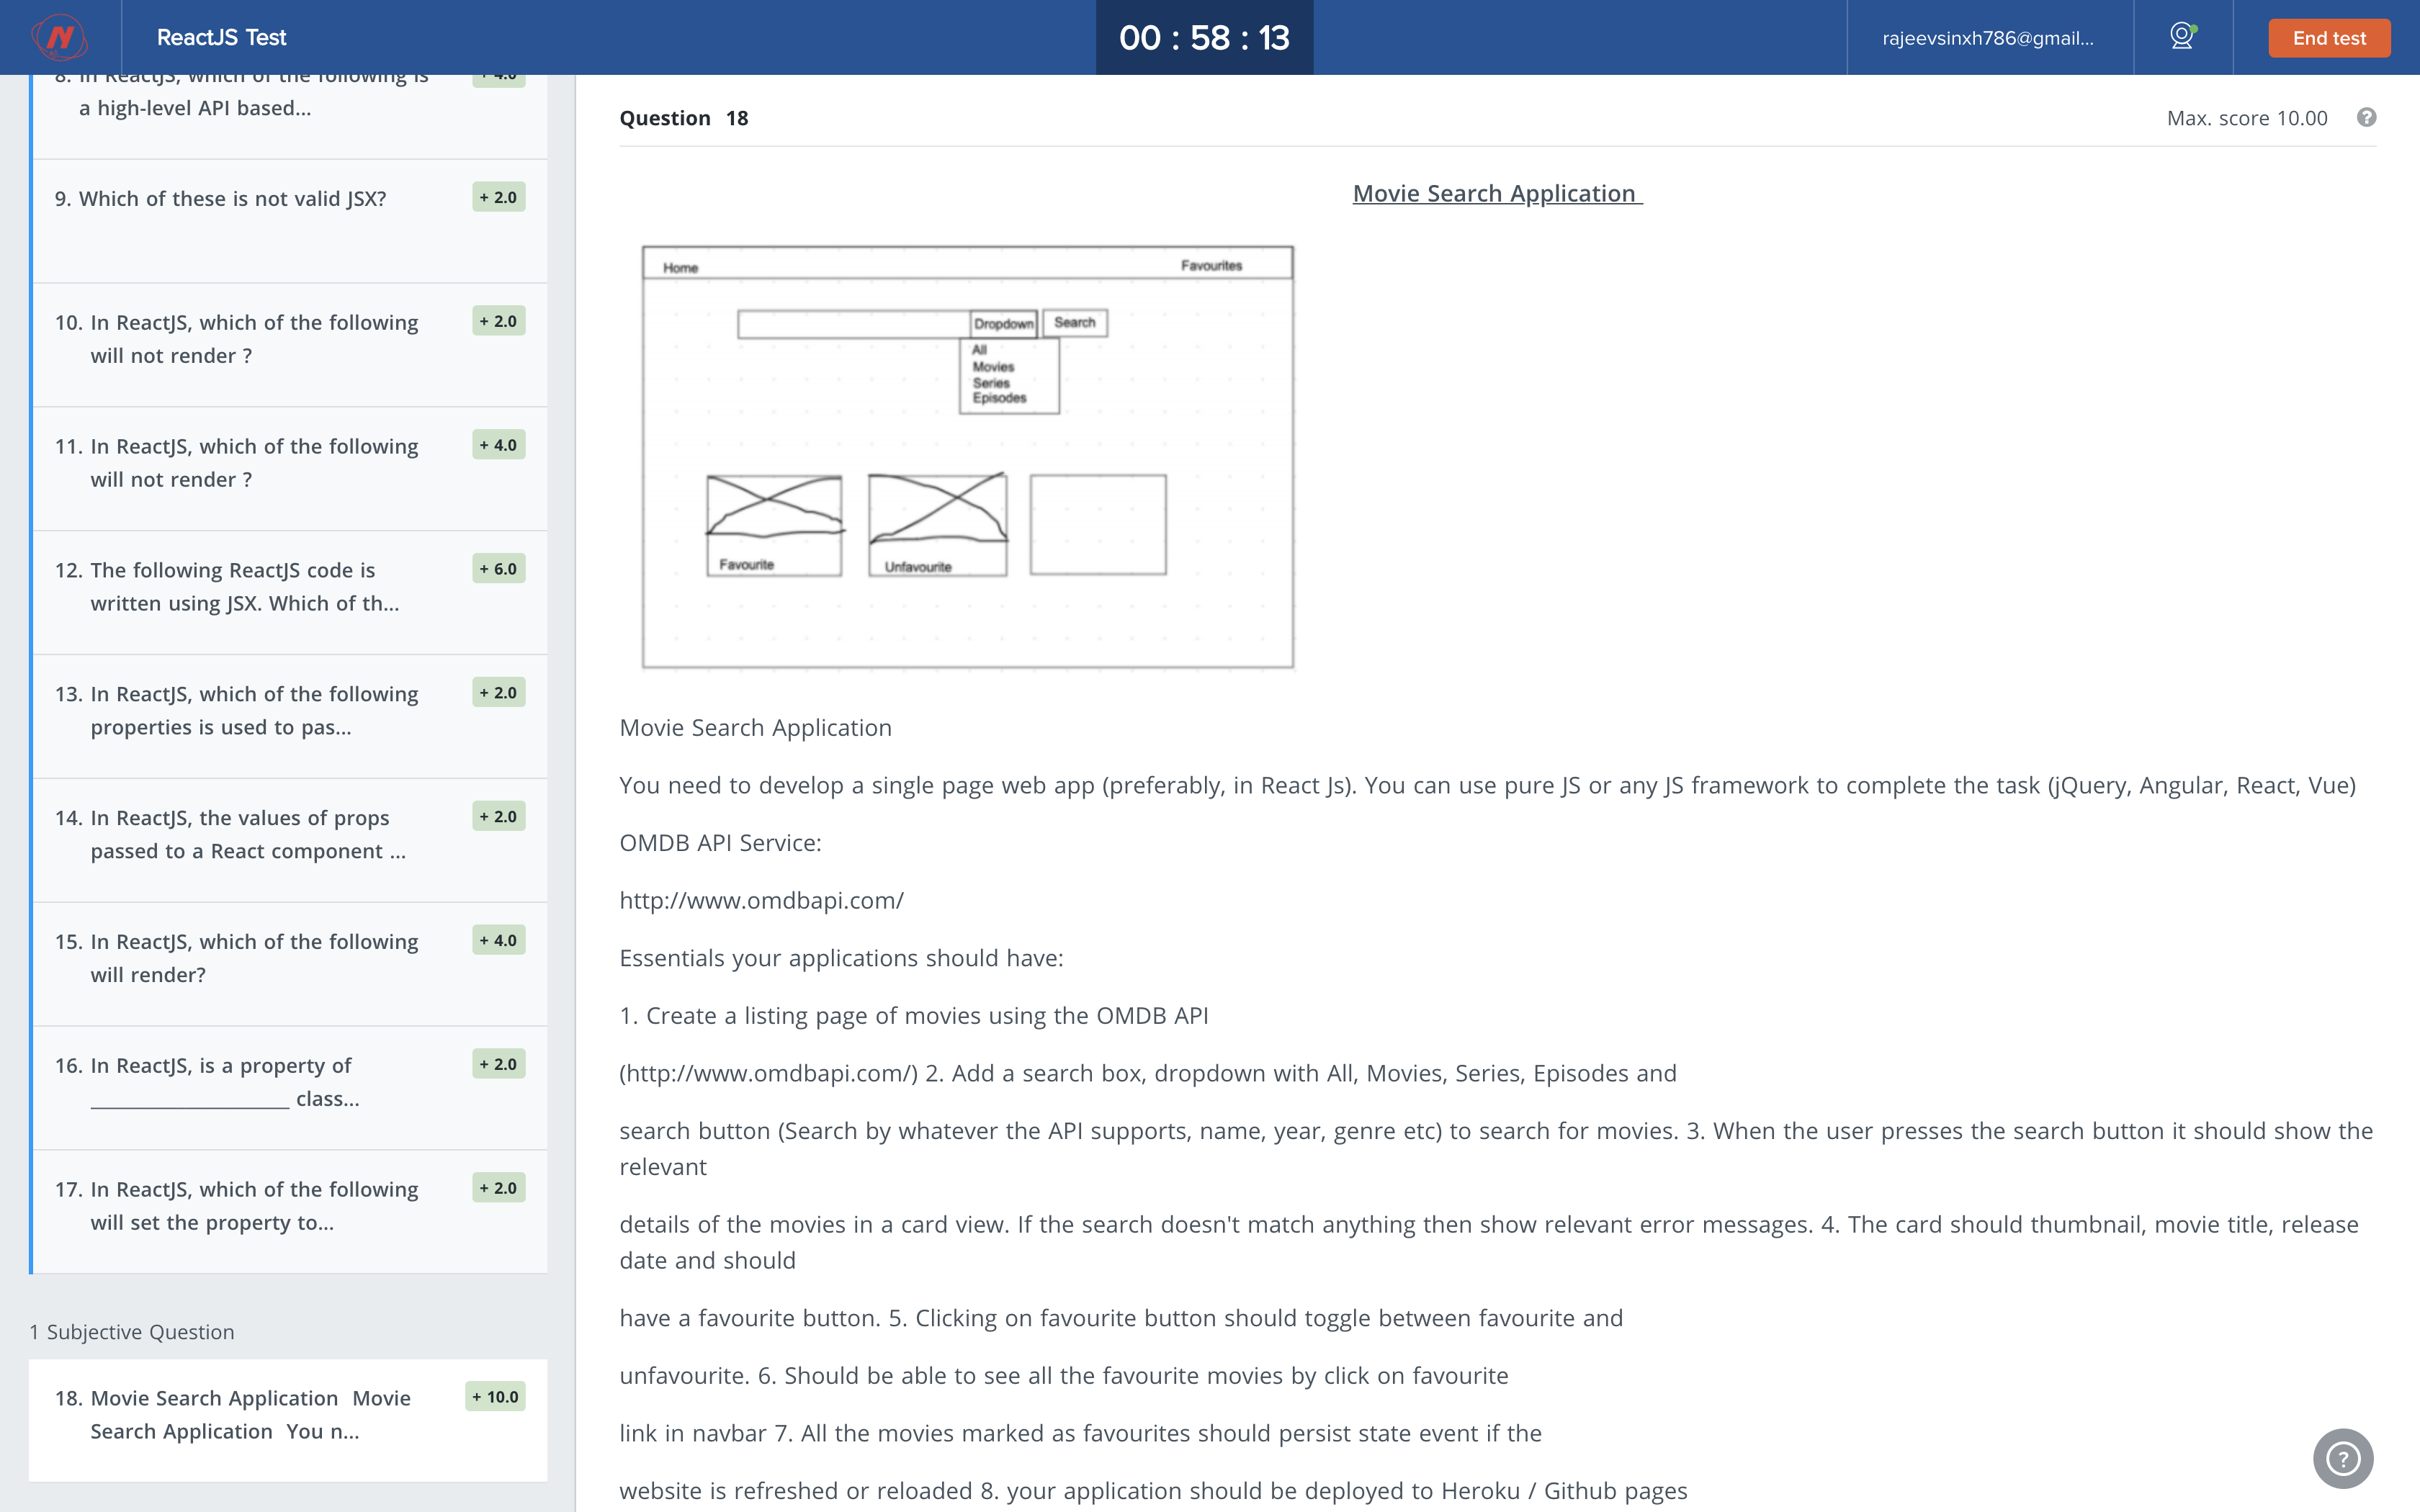 N
ReactJS Test
00 : 58 : 13
rajeevsinxh786@gmail...
End test
8. In ReactJS, which of the following is
a high-level API based...
+ 4.0
9. Which of these is not valid JSX?
+ 2.0
10. In ReactJS, which of the following
will not render ?
+ 2.0
11. In ReactJS, which of the following
will not render ?
+ 4.0
12. The following ReactJS code is
written using JSX. Which of th...
+ 6.0
13. In ReactJS, which of the following
properties is used to pas...
+ 2.0
14. In ReactJS, the values of props
passed to a React component ...
+ 2.0
15. In ReactJS, which of the following
will render?
+ 4.0
16. In ReactJS, is a property of
____________________ class...
+ 2.0
17. In ReactJS, which of the following
will set the property to...
+ 2.0
1 Subjective Question
18. Movie Search Application Movie
Search Application You n...
+ 10.0
Question 18
Max. score 10.00 ?
Movie Search Application
Home
Favourites
Dropdown
Search
All
Movies
Series
Episodes
Favourite
Unfavourite
Movie Search Application
You need to develop a single page web app (preferably, in React Js). You can use pure JS or any JS framework to complete the task (jQuery, Angular, React, Vue)
OMDB API Service:
http://www.omdbapi.com/
Essentials your applications should have:
1. Create a listing page of movies using the OMDB API
(http://www.omdbapi.com/) 2. Add a search box, dropdown with All, Movies, Series, Episodes and
search button (Search by whatever the API supports, name, year, genre etc) to search for movies. 3. When the user presses the search button it should show the
relevant
details of the movies in a card view. If the search doesn't match anything then show relevant error messages. 4. The card should thumbnail, movie title, release
date and should
have a favourite button. 5. Clicking on favourite button should toggle between favourite and
unfavourite. 6. Should be able to see all the favourite movies by click on favourite
link in navbar 7. All the movies marked as favourites should persist state event if the
website is refreshed or reloaded 8. your application should be deployed to Heroku / Github pages
?